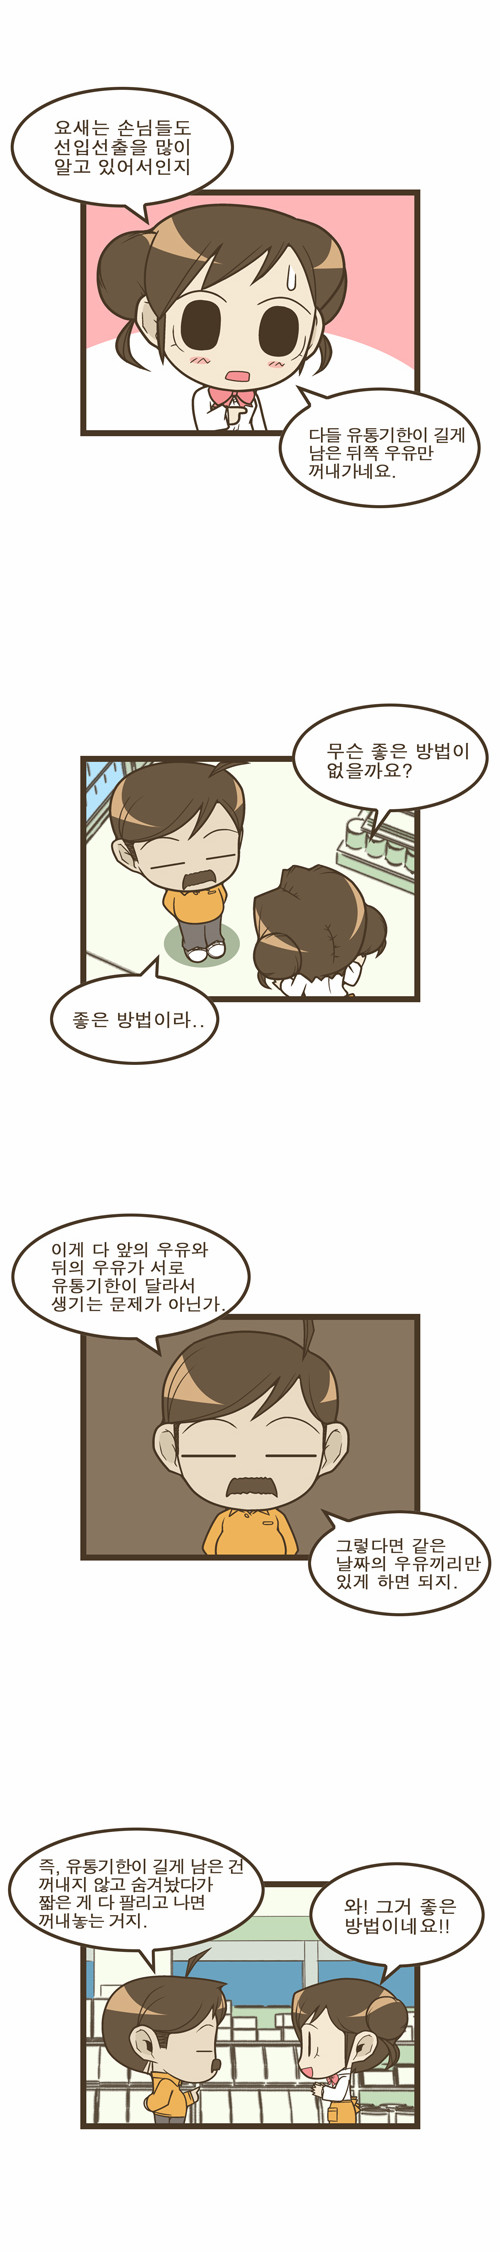 요새는 손님들도
선입선출을 많이
알고 있어서인지
다들 유통기한이 길게
남은 뒤쪽 우유만
꺼내가네요.
무슨 좋은 방법이
없을까요?
좋은 방법이라..
이게 다 앞의 우유와
뒤의 우유가 서로
유통기한이 달라서
생기는 문제가 아닌가.
그렇다면 같은
날짜의 우유끼리만
있게 하면 되지.
즉, 유통기한이 길게 남은 건
꺼내지 않고 숨겨놨다가
짧은 게 다 팔리고 나면
꺼내놓는 거지.
와! 그거 좋은
방법이네요!!